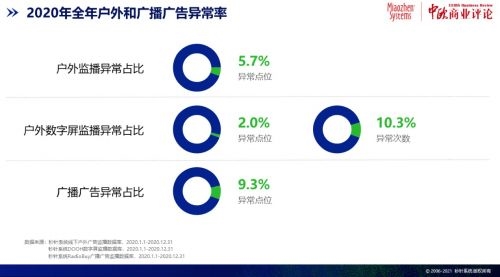 2020年全年户外和广播广告异常率
Miaozhen Systems
CHINA Business Review
中欧商业评论
户外监播异常占比
5.7%
异常点位
户外数字屏监播异常占比
2.0%
异常点位
10.3%
异常次数
广播广告异常占比
9.3%
异常点位
数据来源：秒针系统线下户外广告监播数据库，2020.1.1-2020.12.31
秒针系统DOOH数字屏监播数据库，2020.1.1-2020.12.31
秒针系统RadioBuy广播广告监播数据库，2020.1.1-2020.12.31
© 2006-2021 秒针系统版权所有